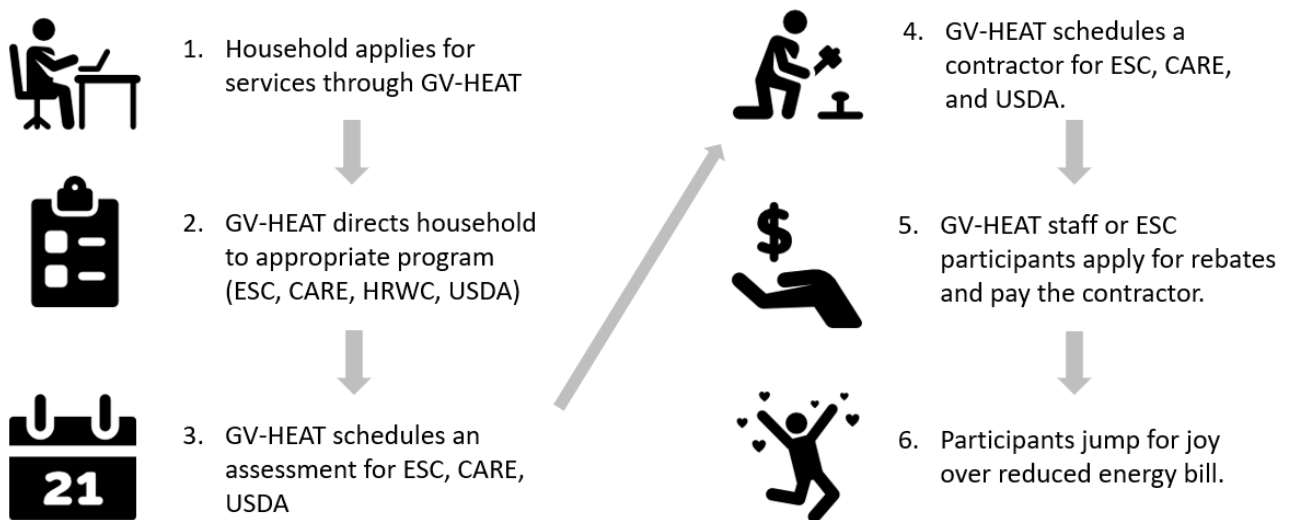 1. Household applies for
services through GV-HEAT
2. GV-HEAT directs household
to appropriate program
(ESC, CARE, HRWC, USDA)
21
3. GV-HEAT schedules an
assessment for ESC, CARE,
USDA
4. GV-HEAT schedules a
contractor for ESC, CARE,
and USDA.
$
5. GV-HEAT staff or ESC
participants apply for rebates
and pay the contractor.
6. Participants jump for joy
over reduced energy bill.